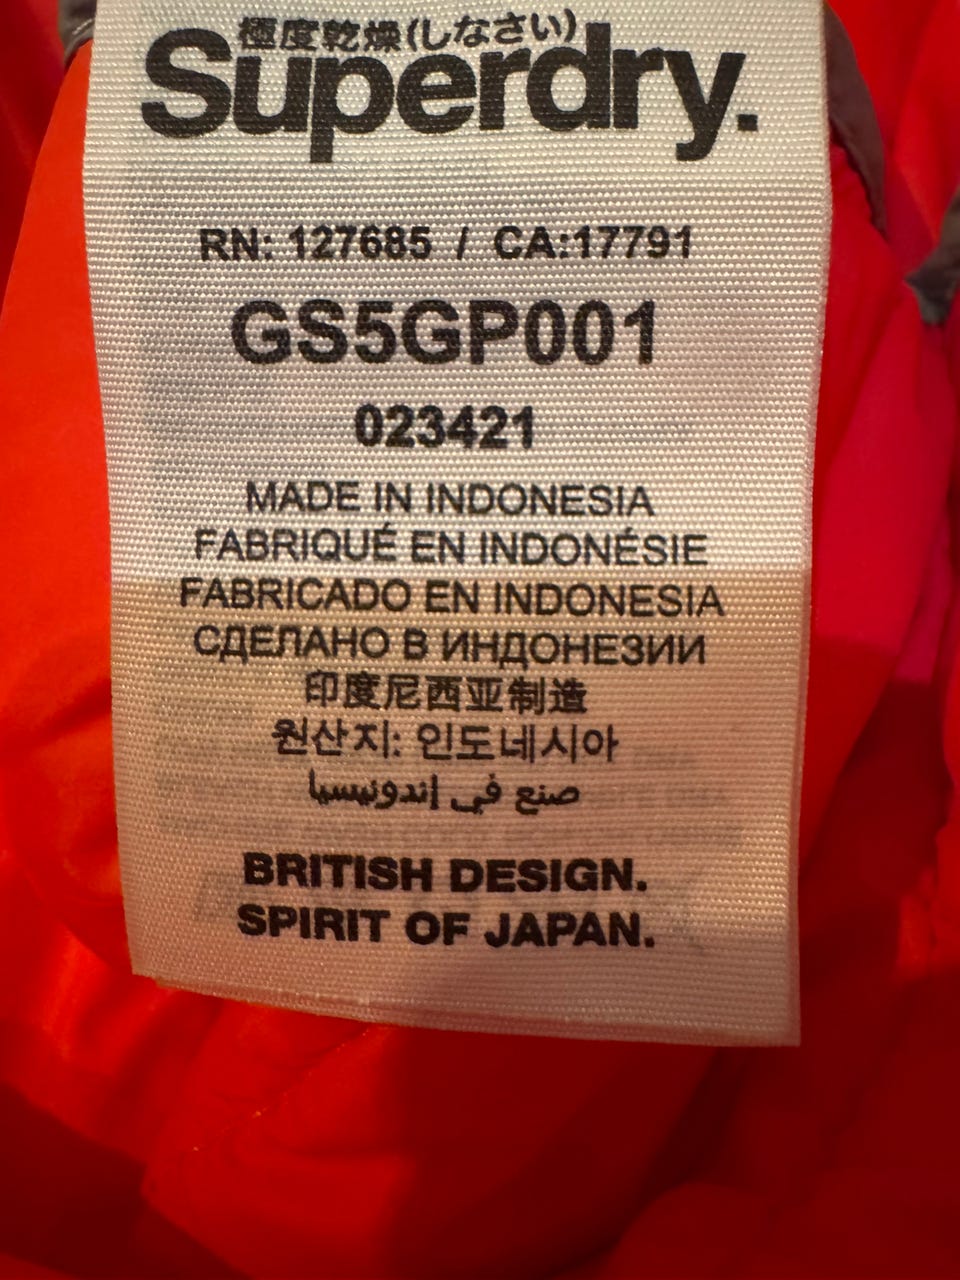 極度乾燥(しなさい)
Superdry.
RN: 127685 / CA:17791
GS5GP001
023421
MADE IN INDONESIA
FABRIQUÉ EN INDONÉSIE
FABRICADO EN INDONESIA
СДЕЛАНО В ИНДОНЕЗИИ
印度尼西亚制造
원산지: 인도네시아
صنع في إندونيسيا
BRITISH DESIGN.
SPIRIT OF JAPAN.